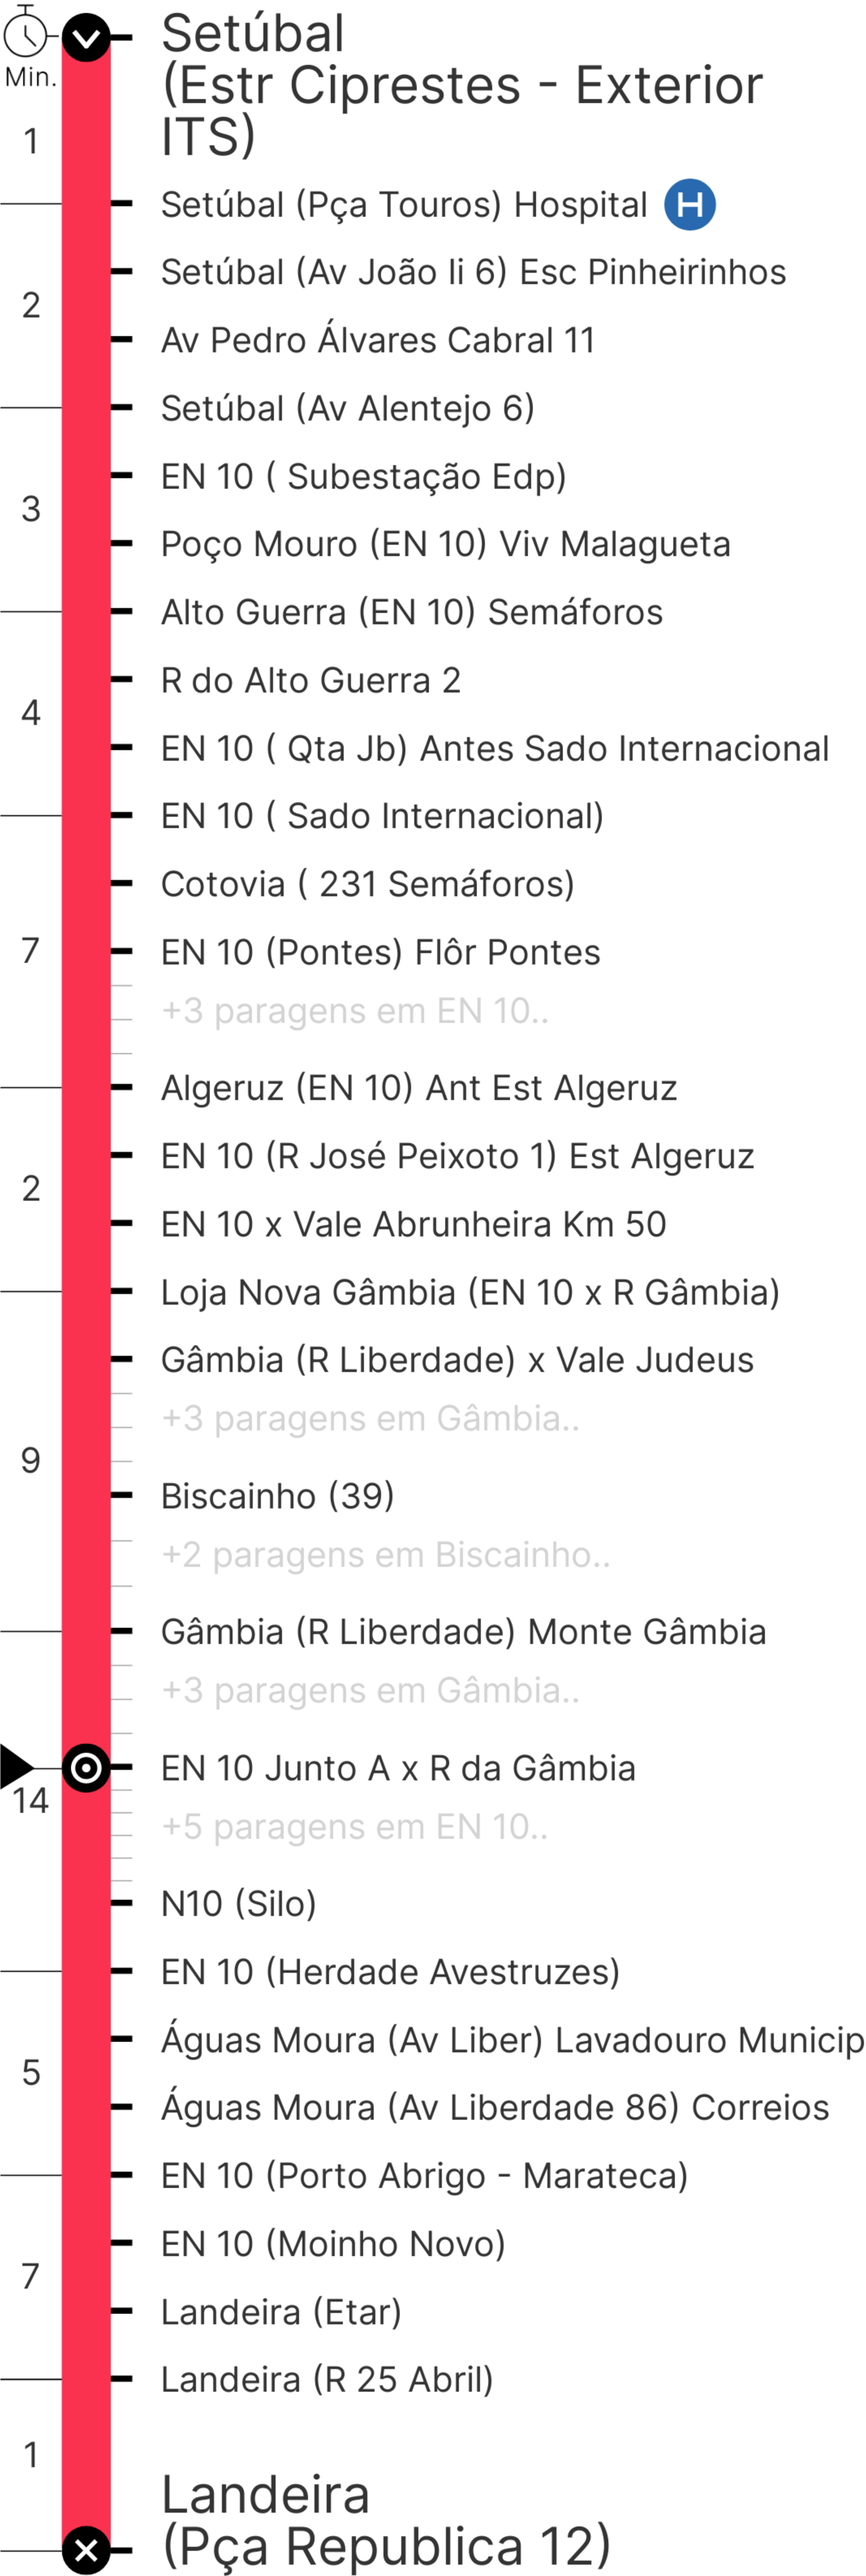 Setúbal
Min.
(Estr Ciprestes - Exterior
ITS)
1
Setúbal (Pça Touros) Hospital H
Setúbal (Av João Ii 6) Esc Pinheirinhos
2
Av Pedro Álvares Cabral 11
Setúbal (Av Alentejo 6)
EN 10 ( Subestação Edp)
3
Poço Mouro (EN 10) Viv Malagueta
Alto Guerra (EN 10) Semáforos
R do Alto Guerra 2
4
EN 10 ( Qta Jb) Antes Sado Internacional
EN 10 ( Sado Internacional)
Cotovia ( 231 Semáforos)
7
EN 10 (Pontes) Flôr Pontes
+3 paragens em EN 10..
Algeruz (EN 10) Ant Est Algeruz
EN 10 (R José Peixoto 1) Est Algeruz
2
EN 10 x Vale Abrunheira Km 50
Loja Nova Gâmbia (EN 10 x R Gâmbia)
Gâmbia (R Liberdade) x Vale Judeus
+3 paragens em Gâmbia..
9
Biscainho (39)
+2 paragens em Biscainho..
Gâmbia (R Liberdade) Monte Gâmbia
+3 paragens em Gâmbia..
EN 10 Junto A x R da Gâmbia
14
+5 paragens em EN 10..
N10 (Silo)
EN 10 (Herdade Avestruzes)
Águas Moura (Av Liber) Lavadouro Municip
5
Águas Moura (Av Liberdade 86) Correios
EN 10 (Porto Abrigo - Marateca)
EN 10 (Moinho Novo)
7
Landeira (Etar)
Landeira (R 25 Abril)
1
Landeira
(Pça Republica 12)